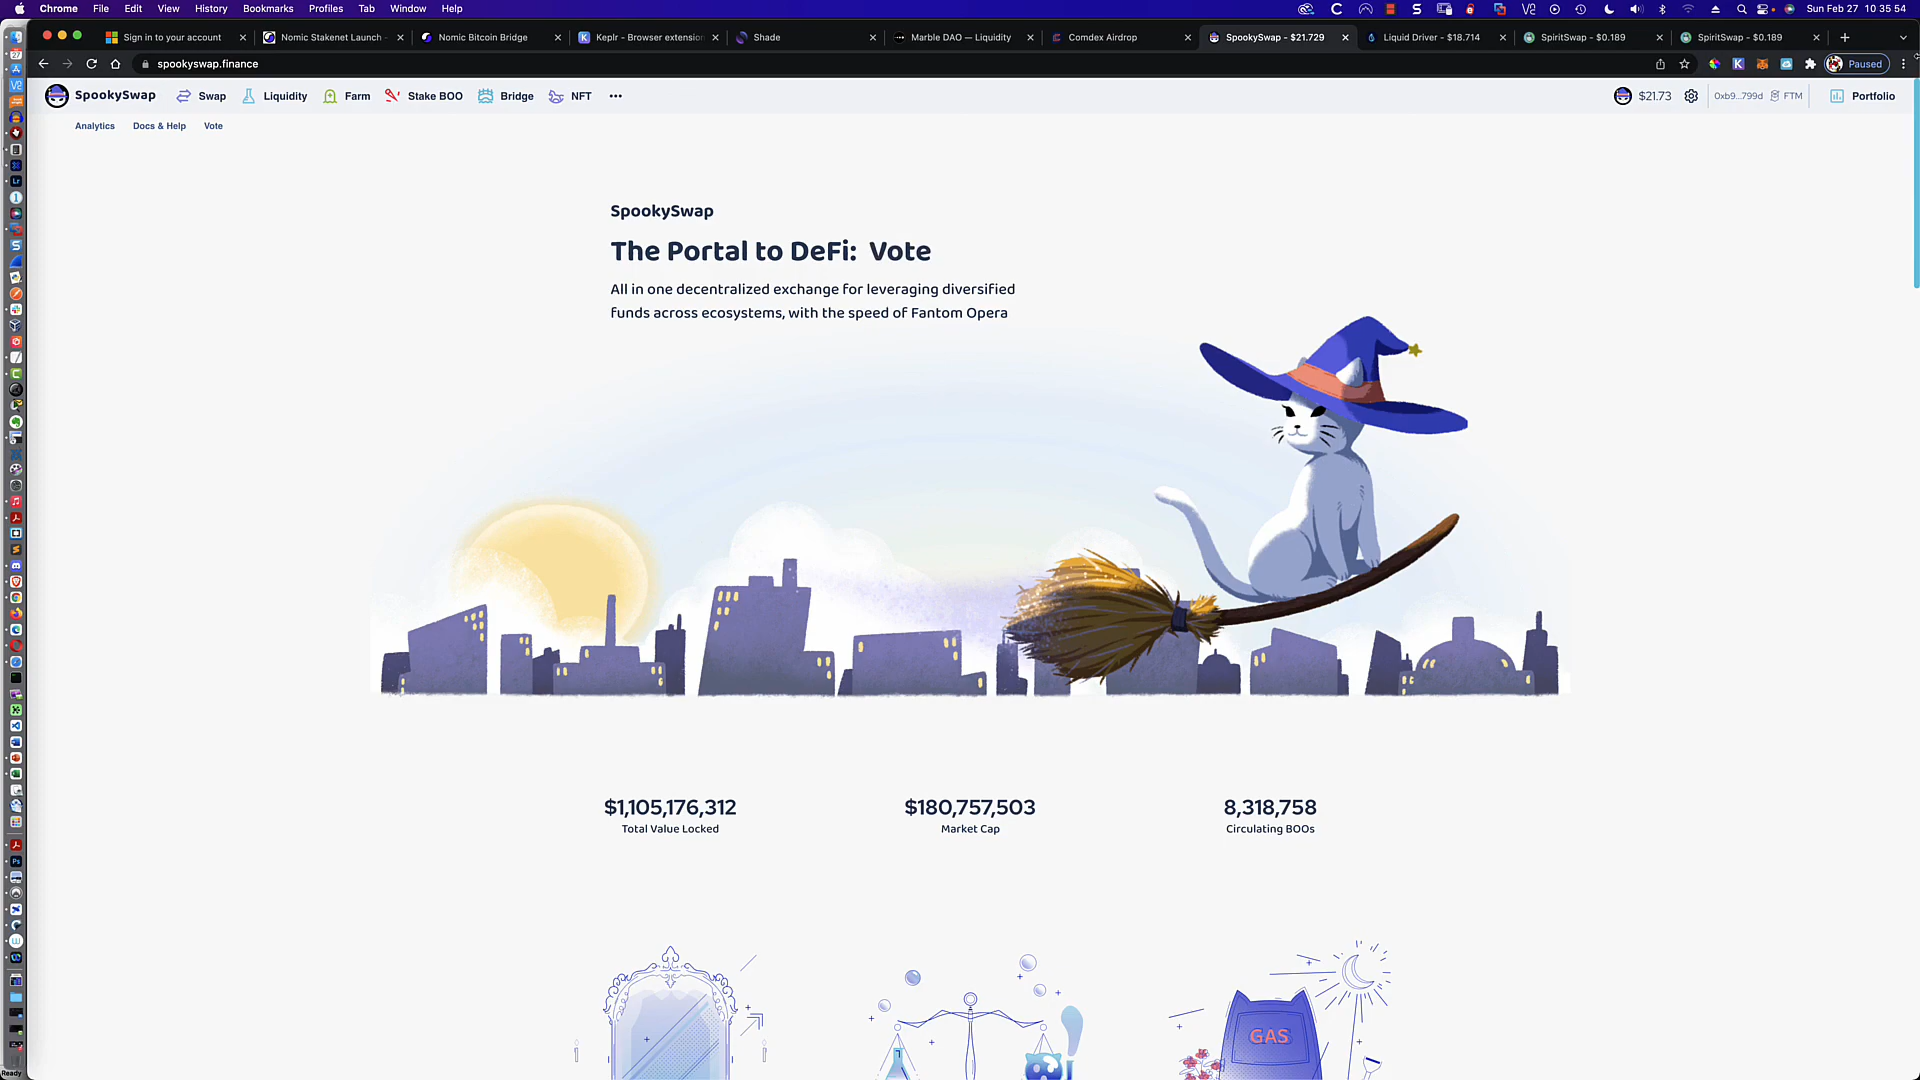 Chrome File Edit View History Bookmarks Profiles Tab Window Help
Sun Feb 27 10 35 54
Sign in to your account
Nomic Stakenet Launch -
Nomic Bitcoin Bridge
Keplr - Browser extension
Shade
Marble DAO — Liquidity
Comdex Airdrop
SpookySwap - $21.729
Liquid Driver - $18.714
SpiritSwap - $0.189
SpiritSwap - $0.189
spookyswap.finance
Paused
SpookySwap
Swap
Liquidity
Farm
Stake BOO
Bridge
NFT
$21.73
0xb9...799d
FTM
Portfolio
Analytics
Docs & Help
Vote
SpookySwap
The Portal to DeFi: Vote
All in one decentralized exchange for leveraging diversified
funds across ecosystems, with the speed of Fantom Opera
$1,105,176,312
Total Value Locked
$180,757,503
Market Cap
8,318,758
Circulating BOOs
GAS
Ready